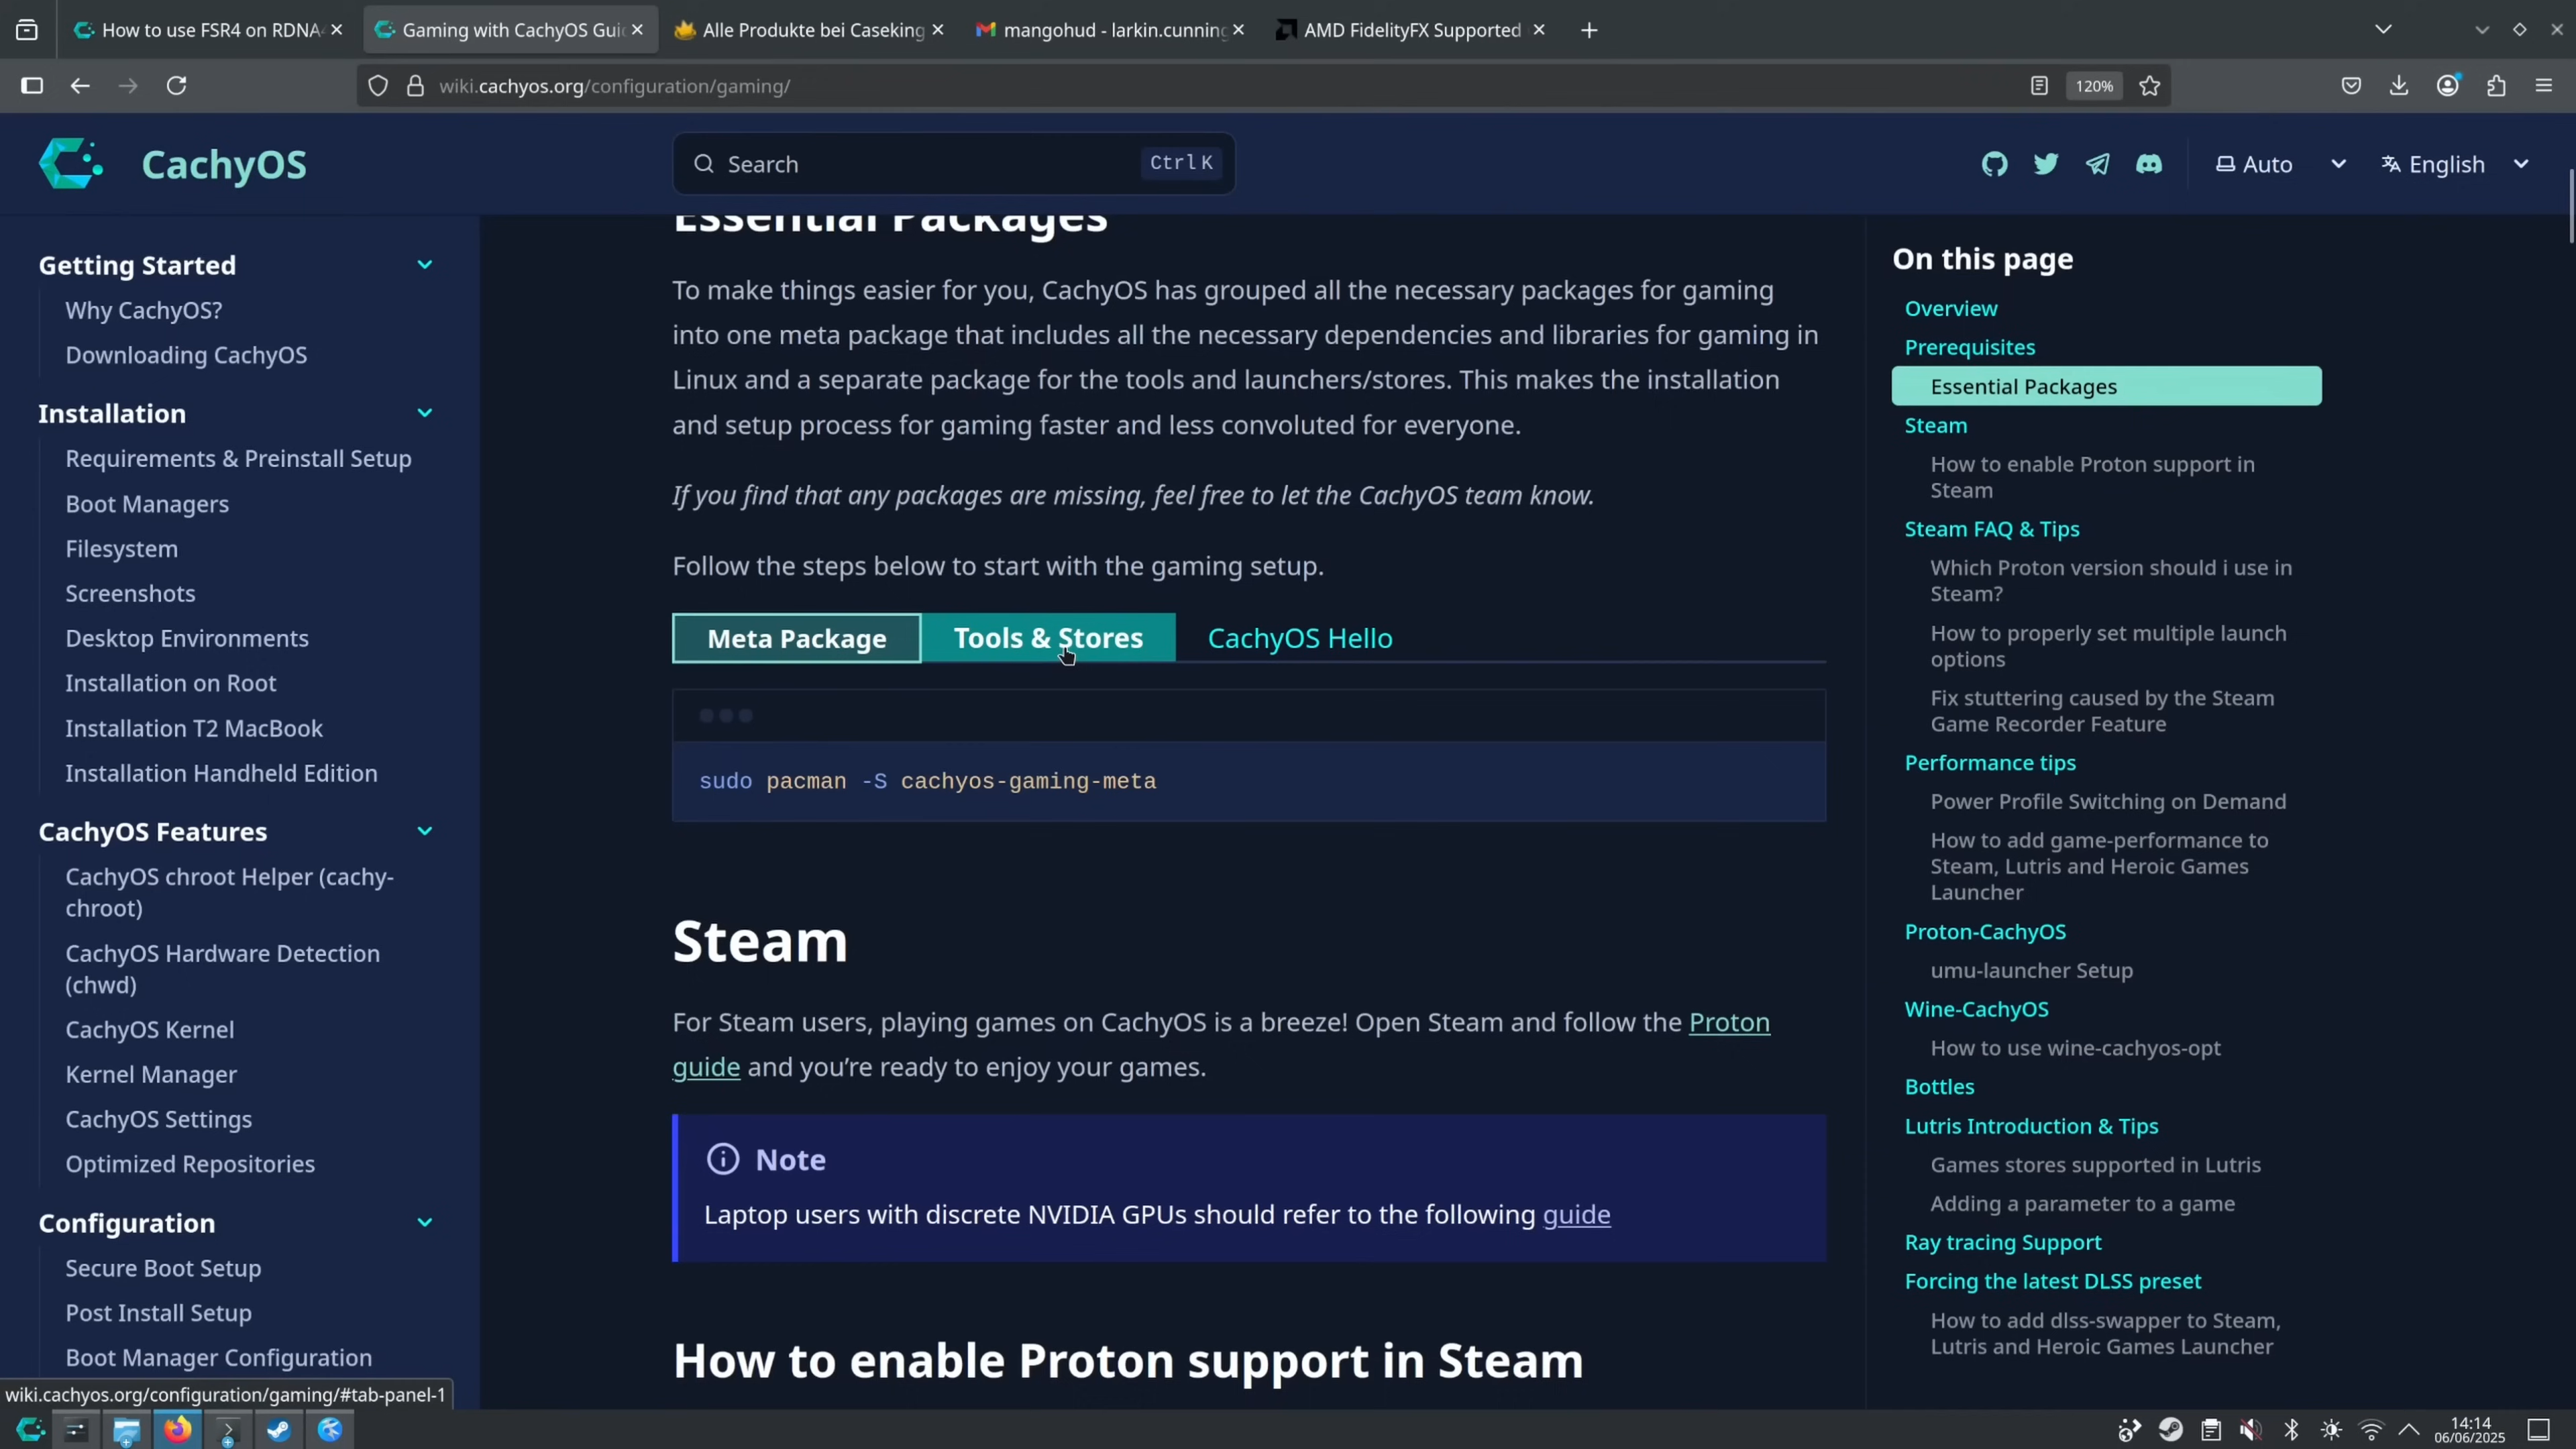 How to use FSR4 on RDNA
Gaming with CachyOS Gui
Alle Produkte bei Caseking
mangohud - larkin.cunning
AMD FidelityFX Supported
wiki.cachyos.org/configuration/gaming/
120%
CachyOS
Search
Ctrl K
Auto
English
Getting Started
Why CachyOS?
Downloading CachyOS
Installation
Requirements & Preinstall Setup
Boot Managers
Filesystem
Screenshots
Desktop Environments
Installation on Root
Installation T2 MacBook
Installation Handheld Edition
CachyOS Features
CachyOS chroot Helper (cachy-
chroot)
CachyOS Hardware Detection
(chwd)
CachyOS Kernel
Kernel Manager
CachyOS Settings
Optimized Repositories
Configuration
Secure Boot Setup
Post Install Setup
Boot Manager Configuration
Essential Packages
To make things easier for you, CachyOS has grouped all the necessary packages for gaming
into one meta package that includes all the necessary dependencies and libraries for gaming in
Linux and a separate package for the tools and launchers/stores. This makes the installation
and setup process for gaming faster and less convoluted for everyone.
If you find that any packages are missing, feel free to let the CachyOS team know.
Follow the steps below to start with the gaming setup.
Meta Package
Tools & Stores
CachyOS Hello
sudo pacman -S cachyos-gaming-meta
Steam
For Steam users, playing games on CachyOS is a breeze! Open Steam and follow the Proton
guide and you’re ready to enjoy your games.
Note
Laptop users with discrete NVIDIA GPUs should refer to the following guide
How to enable Proton support in Steam
On this page
Overview
Prerequisites
Essential Packages
Steam
How to enable Proton support in
Steam
Steam FAQ & Tips
Which Proton version should i use in
Steam?
How to properly set multiple launch
options
Fix stuttering caused by the Steam
Game Recorder Feature
Performance tips
Power Profile Switching on Demand
How to add game-performance to
Steam, Lutris and Heroic Games
Launcher
Proton-CachyOS
umu-launcher Setup
Wine-CachyOS
How to use wine-cachyos-opt
Bottles
Lutris Introduction & Tips
Games stores supported in Lutris
Adding a parameter to a game
Ray tracing Support
Forcing the latest DLSS preset
How to add dlss-swapper to Steam,
Lutris and Heroic Games Launcher
wiki.cachyos.org/configuration/gaming/#tab-panel-1
14:14
06/06/2025